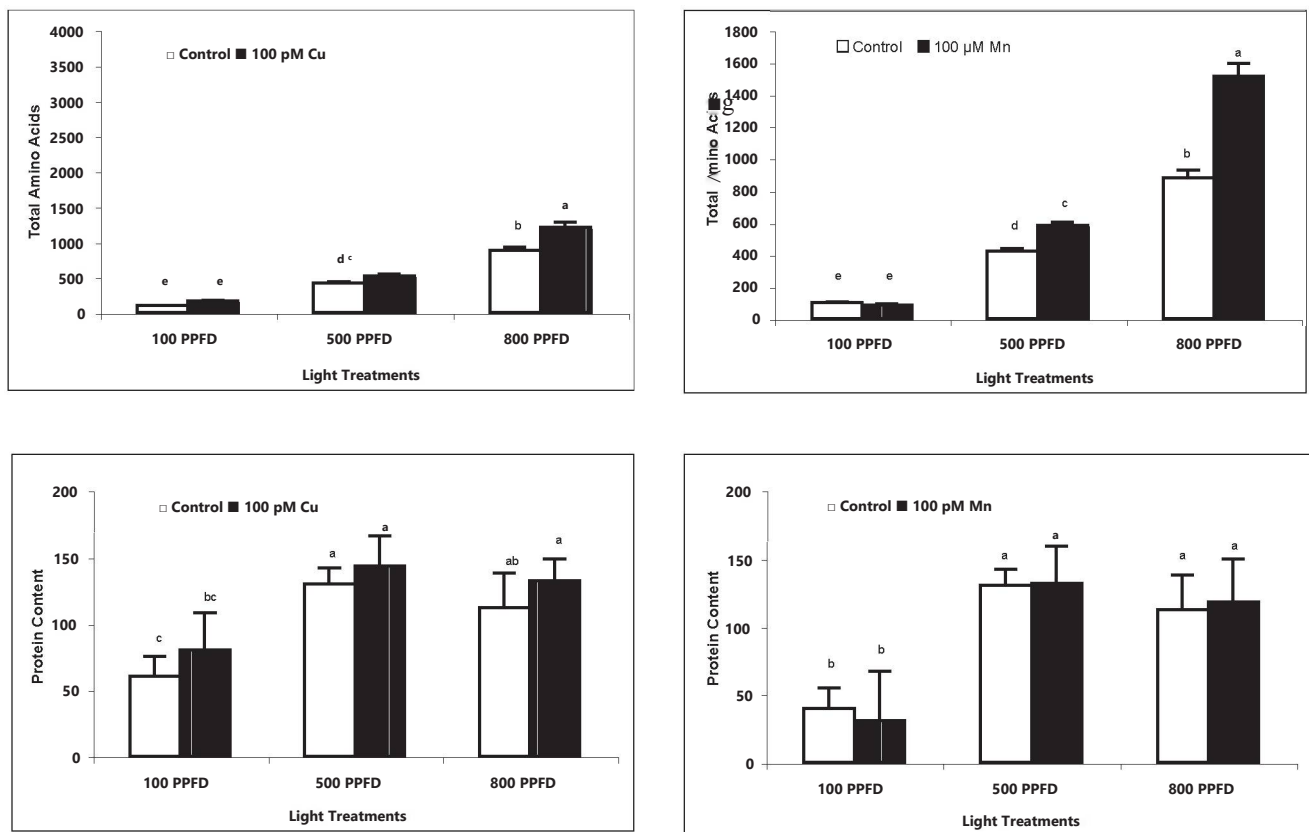 4000
3500
3000
2500
2000
1500
1000
500
0
Total Amino Acids
□ Control ■ 100 pM Cu
e e
d c
b a
100 PPFD 500 PPFD 800 PPFD
Light Treatments
1800
1600
1400
1200
1000
800
600
400
200
0
Total Amino Acids
Control 100 µM Mn
e e
d c
b a
100 PPFD 500 PPFD 800 PPFD
Light Treatments
200
150
100
50
0
Protein Content
□ Control ■ 100 pM Cu
c bc
a a
ab a
100 PPFD 500 PPFD 800 PPFD
Light Treatments
200
150
100
50
0
Protein Content
□ Control ■ 100 pM Mn
b b
a a
a a
100 PPFD 500 PPFD 800 PPFD
Light Treatments